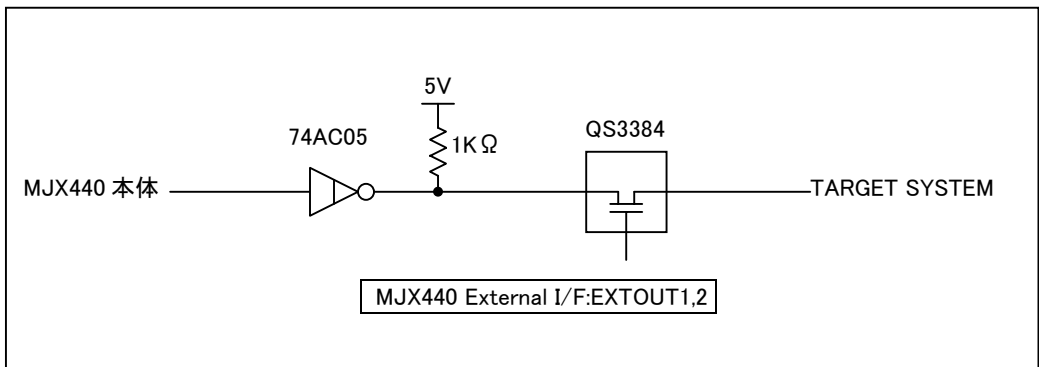 5V
74AC05
QS3384
1KΩ
MJX440 本体
TARGET SYSTEM
MJX440 External I/F:EXTOUT1,2